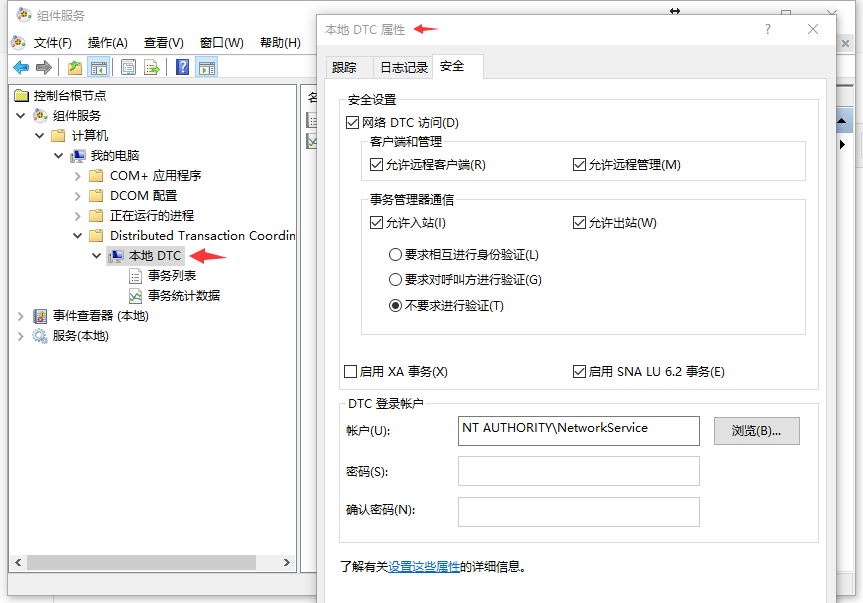 组件服务
文件(F) 操作(A) 查看(V) 窗口(W) 帮助(H)
控制台根节点
组件服务
计算机
我的电脑
COM+ 应用程序
DCOM 配置
正在运行的进程
Distributed Transaction Coordin
本地 DTC
事务列表
事务统计数据
事件查看器 (本地)
服务(本地)
本地 DTC 属性
跟踪 日志记录 安全
安全设置
网络 DTC 访问(D)
客户端和管理
允许远程客户端(R) 允许远程管理(M)
事务管理器通信
允许入站(I) 允许出站(W)
要求相互进行身份验证(L)
要求对呼叫方进行验证(G)
不要求进行验证(T)
启用 XA 事务(X) 启用 SNA LU 6.2 事务(E)
DTC 登录帐户
帐户(U): NT AUTHORITY\NetworkService 浏览(B)...
密码(S):
确认密码(N):
了解有关设置这些属性的详细信息。